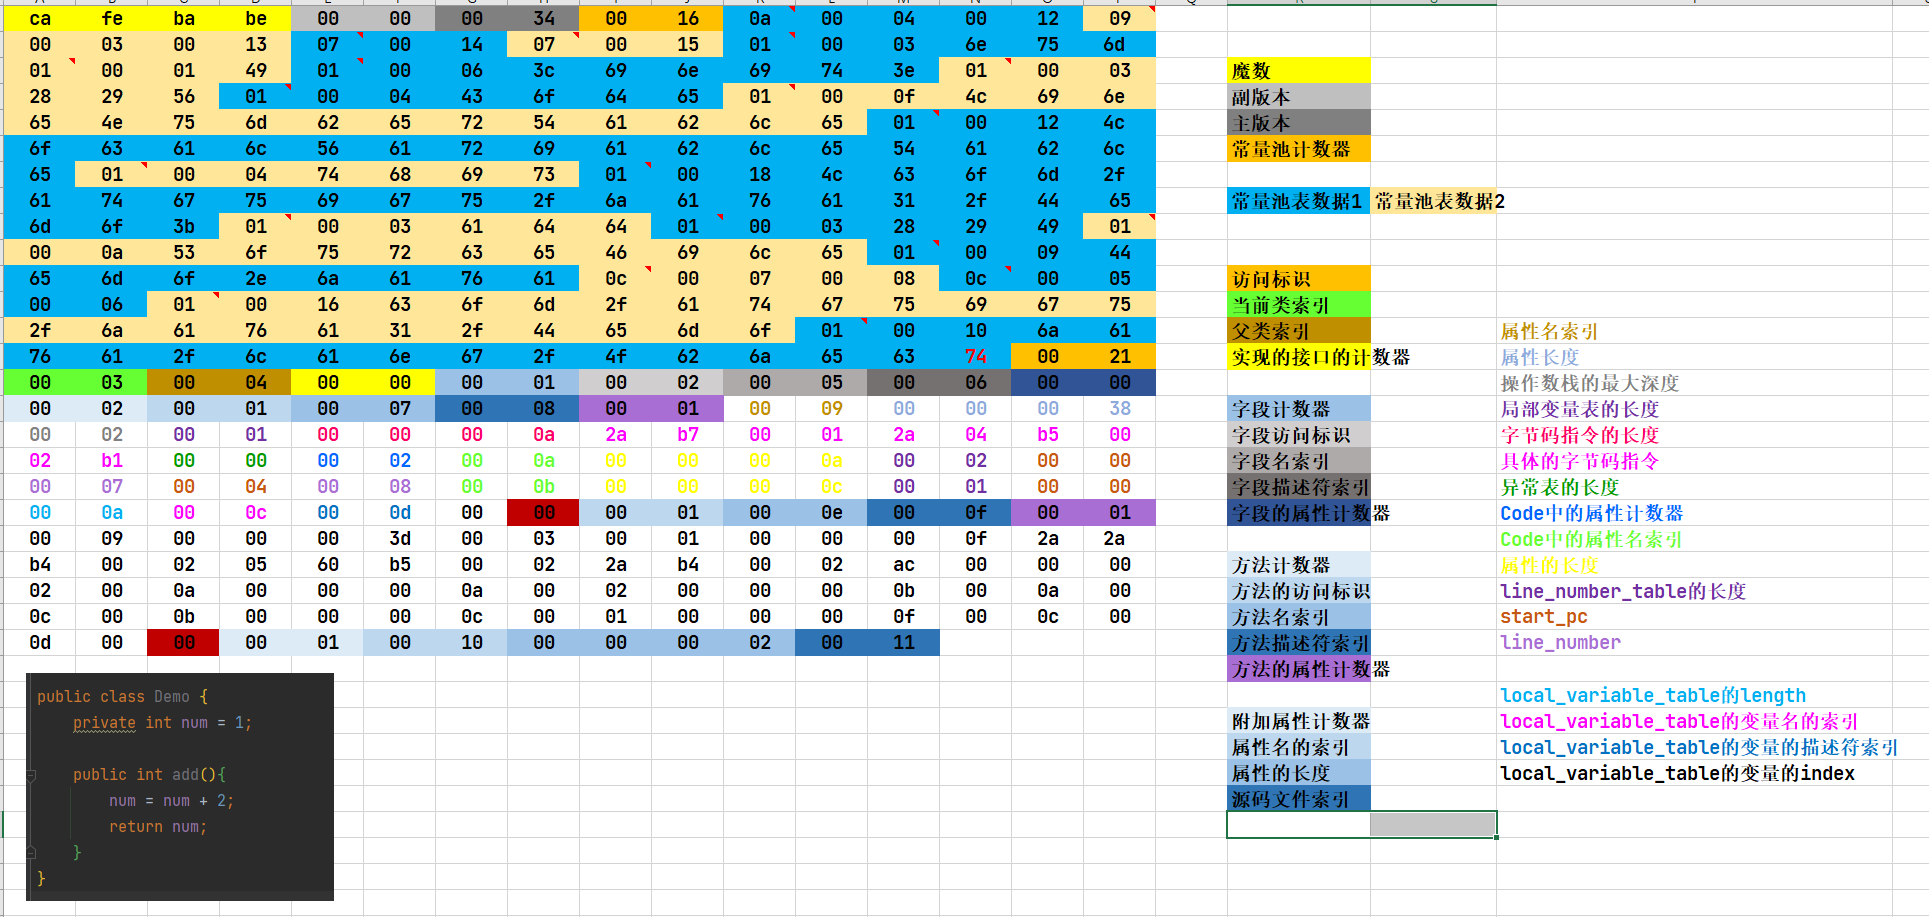 ca fe ba be 00 00 00 34 00 16 0a 00 04 00 12 09
00 03 00 13 07 00 14 07 00 15 01 00 03 6e 75 6d
01 00 01 49 01 00 06 3c 69 6e 69 74 3e 01 00 03
28 29 56 01 00 04 43 6f 64 65 01 00 0f 4c 69 6e
65 4e 75 6d 62 65 72 54 61 62 6c 65 01 00 12 4c
6f 63 61 6c 56 61 72 69 61 62 6c 65 54 61 62 6c
65 01 00 04 74 68 69 73 01 00 18 4c 63 6f 6d 2f
61 74 67 75 69 67 75 2f 6a 61 76 61 31 2f 44 65
6d 6f 3b 01 00 03 61 64 64 01 00 03 28 29 49 01
00 0a 53 6f 75 72 63 65 46 69 6c 65 01 00 09 44
65 6d 6f 2e 6a 61 76 61 0c 00 07 00 08 0c 00 05
00 06 01 00 16 63 6f 6d 2f 61 74 67 75 69 67 75
2f 6a 61 76 61 31 2f 44 65 6d 6f 01 00 10 6a 61
76 61 2f 6c 61 6e 67 2f 4f 62 6a 65 63 74 00 21
00 03 00 04 00 00 00 01 00 02 00 05 00 06 00 00
00 02 00 01 00 07 00 08 00 01 00 09 00 00 00 38
00 02 00 01 00 00 00 0a 2a b7 00 01 2a 04 b5 00
02 b1 00 00 00 02 00 0a 00 00 00 0a 00 02 00 00
00 07 00 04 00 08 00 0b 00 00 00 0c 00 01 00 00
00 0a 00 0c 00 0d 00 00 00 01 00 0e 00 0f 00 01
00 09 00 00 00 3d 00 03 00 01 00 00 00 0f 2a 2a
b4 00 02 05 60 b5 00 02 2a b4 00 02 ac 00 00 00
02 00 0a 00 00 00 0a 00 02 00 00 00 0b 00 0a 00
0c 00 0b 00 00 00 0c 00 01 00 00 00 0f 00 0c 00
0d 00 00 00 01 00 10 00 00 00 02 00 11
public class Demo {
private int num = 1;
public int add(){
num = num + 2;
return num;
}
}
魔数
副版本
主版本
常量池计数器
常量池表数据1 常量池表数据2
访问标识
当前类索引
父类索引
实现的接口的计数器
字段计数器
字段访问标识
字段名索引
字段描述符索引
字段的属性计数器
方法计数器
方法的访问标识
方法名索引
方法描述符索引
方法的属性计数器
附加属性计数器
属性名的索引
属性的长度
源码文件索引
属性名索引
属性长度
操作数栈的最大深度
局部变量表的长度
字节码指令的长度
具体的字节码指令
异常表的长度
Code中的属性计数器
Code中的属性名索引
属性的长度
line_number_table的长度
start_pc
line_number
local_variable_table的length
local_variable_table的变量名的索引
local_variable_table的变量的描述符索引
local_variable_table的变量的index